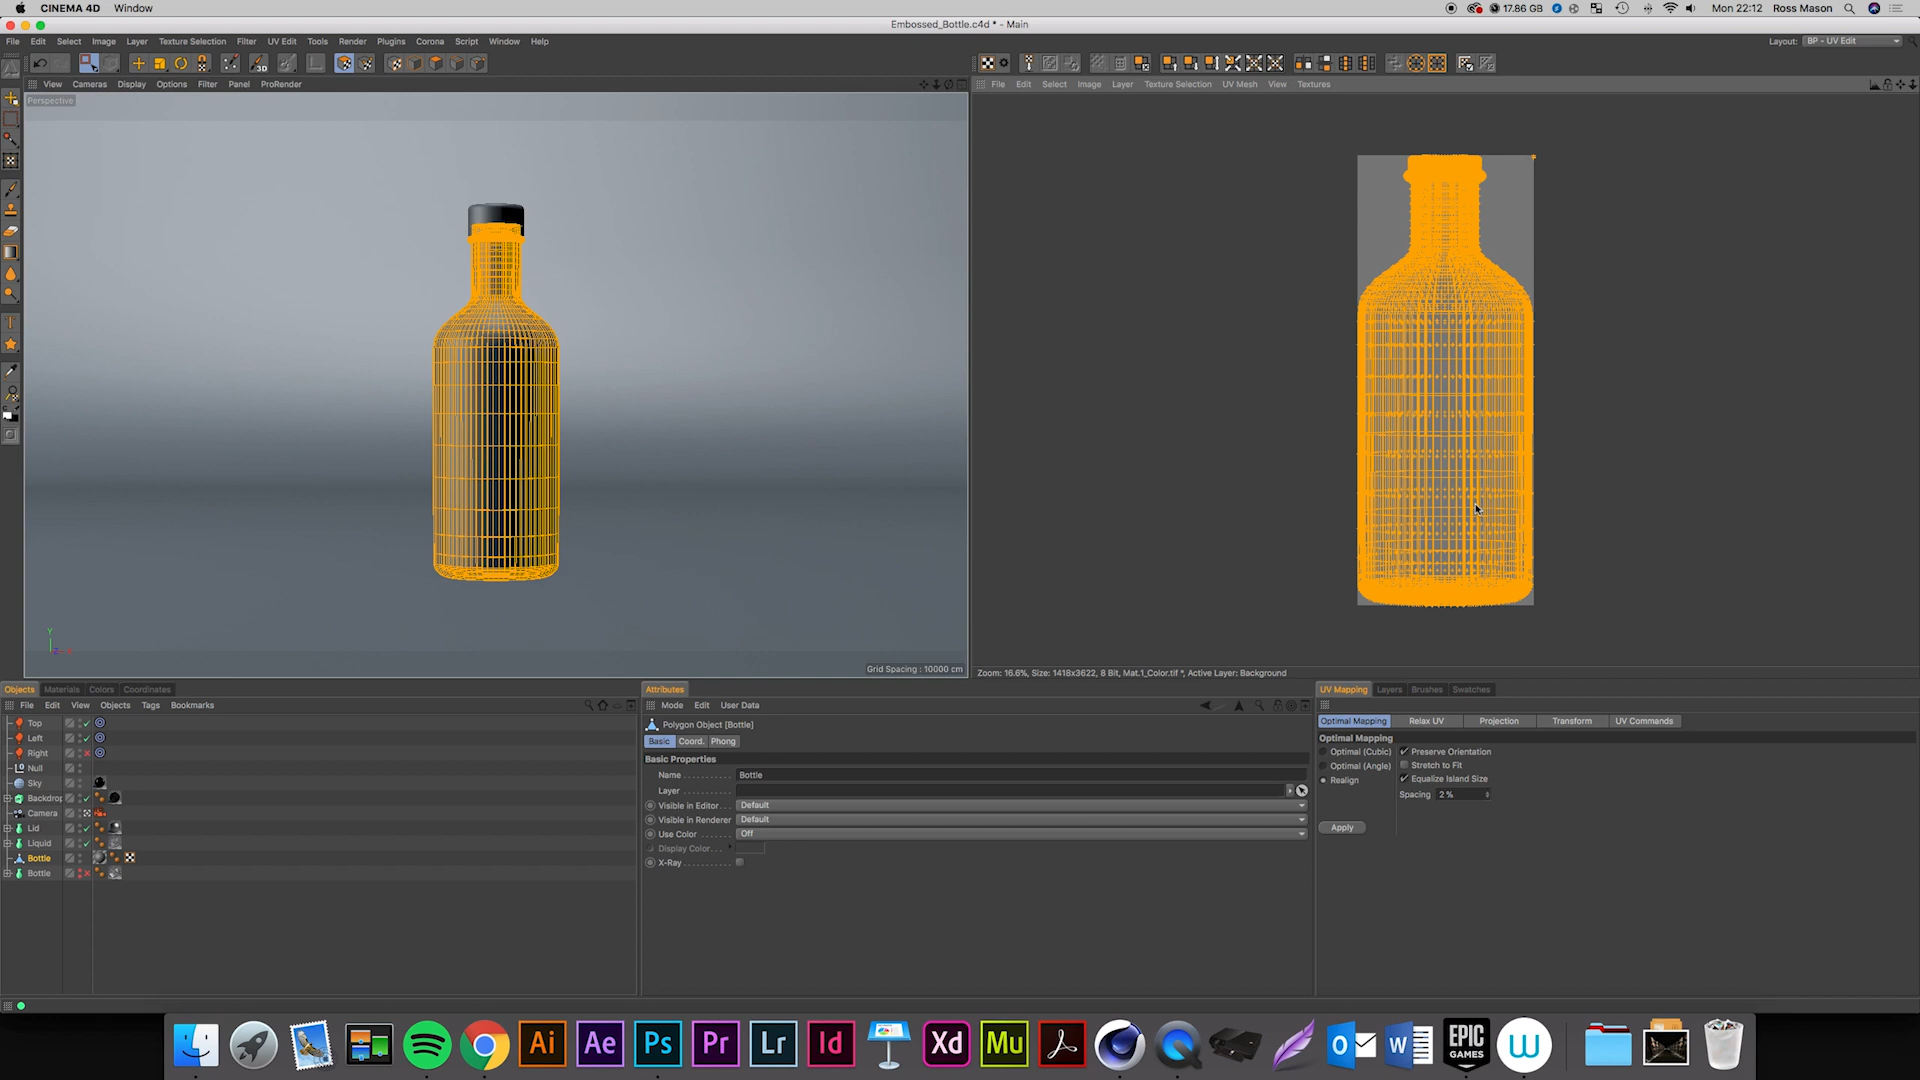 CINEMA 4D Window 17.86 GB Mon 22:12 Ross Mason
Embossed_Bottle.c4d * - Main
File Edit Select Image Layer Texture Selection Filter UV Edit Tools Render Plugins Corona Script Window Help Layout: BP - UV Edit
View Cameras Display Options Filter Panel ProRender
File Edit Select Image Layer Texture Selection UV Mesh View Textures
Perspective
Y
Grid Spacing : 10000 cm
Zoom: 16.6%, Size: 1418x3622, 8 Bit, Mat.1_Color.tif *, Active Layer: Background
Objects Materials Colors Coordinates
File Edit View Objects Tags Bookmarks
Top
Left
Right
Null
Sky
Backdrop
Camera
Lid
Liquid
Bottle
Bottle
Attributes
Mode Edit User Data
Polygon Object [Bottle]
Basic Coord. Phong
Basic Properties
Name Bottle
Layer
Visible in Editor Default
Visible in Renderer Default
Use Color Off
Display Color
X-Ray
UV Mapping Layers Brushes Swatches
Optimal Mapping Relax UV Projection Transform UV Commands
Optimal Mapping
Optimal (Cubic) Preserve Orientation
Optimal (Angle) Stretch to Fit
Realign Equalize Island Size
Spacing 2 %
Apply
Ai Ae Ps Pr Lr Id Xd Mu EPIC GAMES